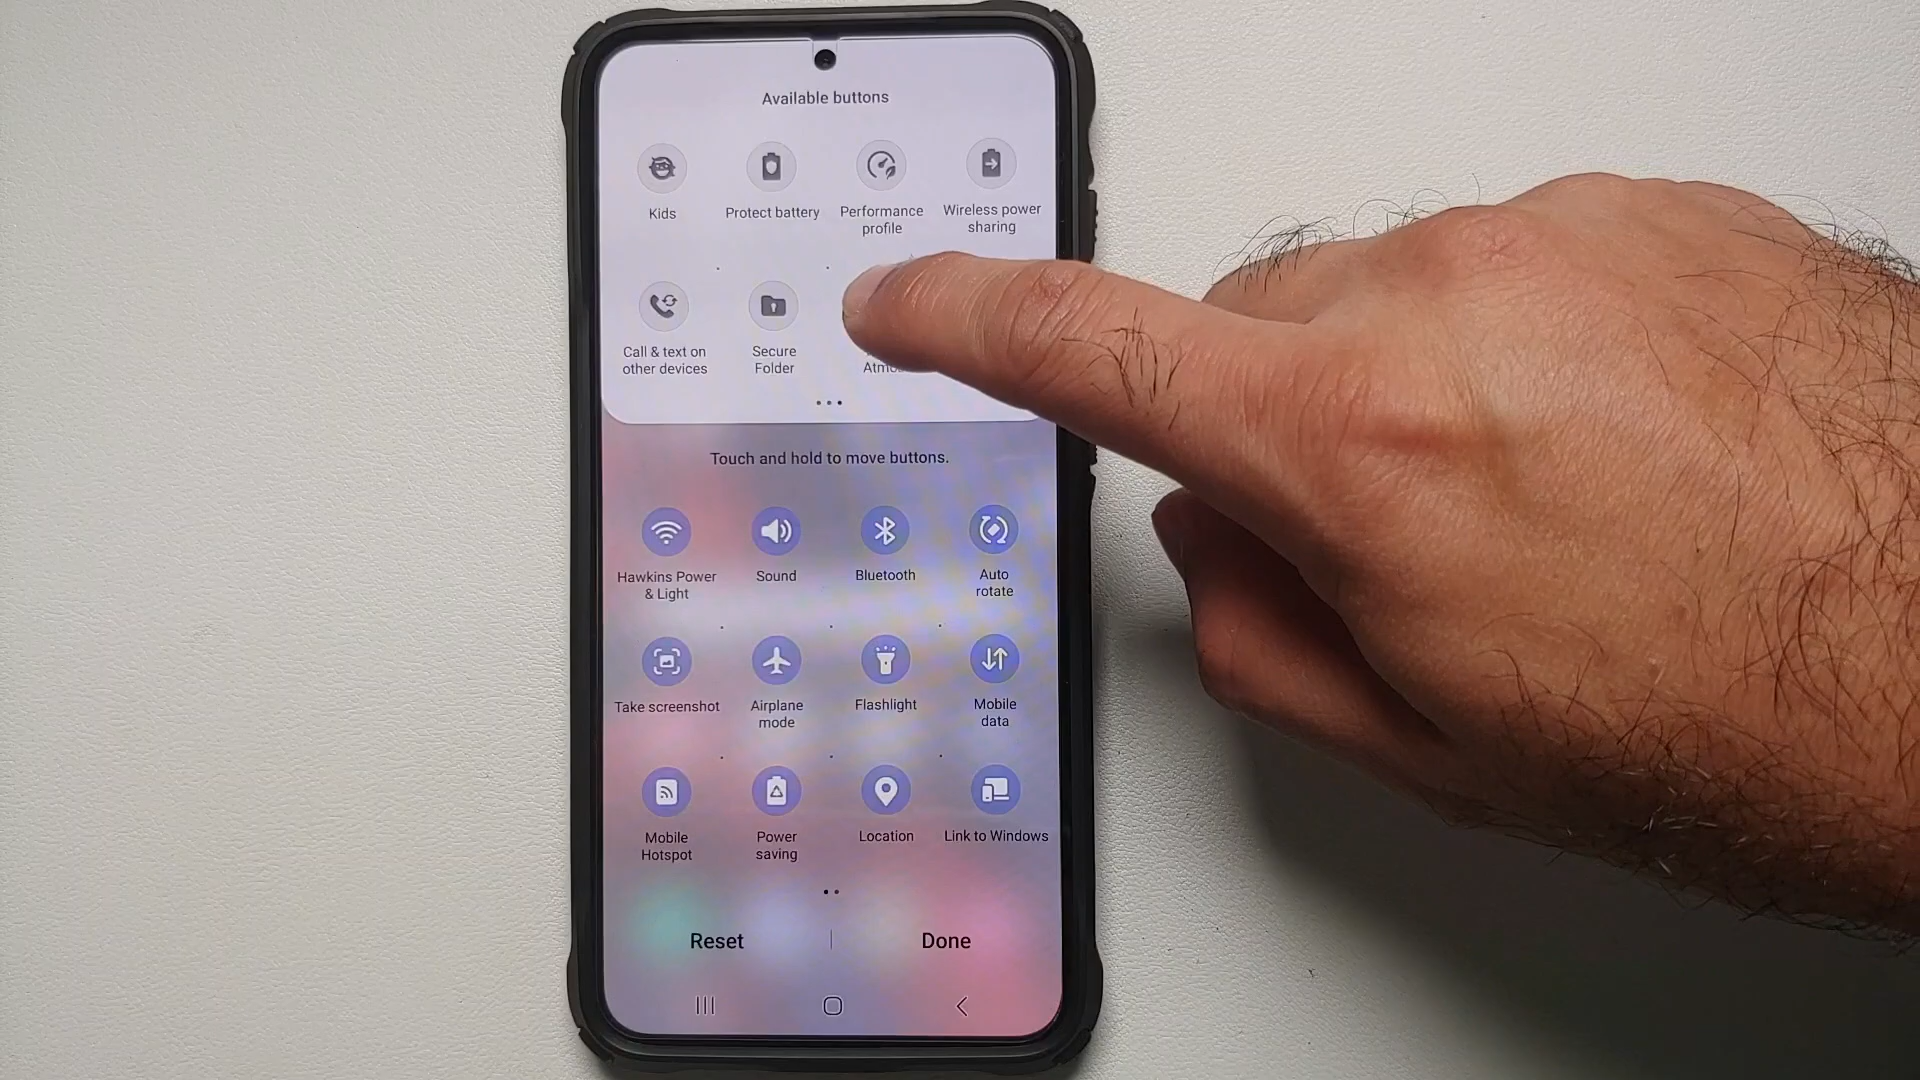 Available buttons
Kids
Protect battery
Performance
profile
Wireless power
sharing
Call & text on
other devices
Secure
Folder
Touch and hold to move buttons.
Hawkins Power
& Light
Sound
Bluetooth
Auto
rotate
Take screenshot
Airplane
mode
Flashlight
Mobile
data
Mobile
Hotspot
Power
saving
Location
Link to Windows
Reset
Done